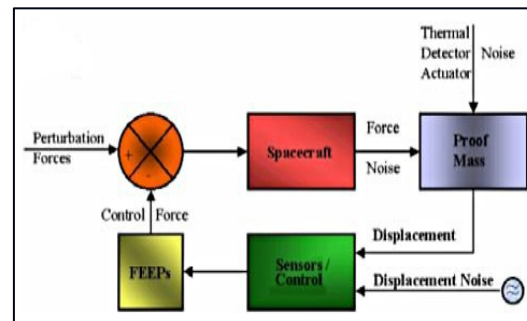 Thermal
Detector Noise
Actuator
Perturbation
Forces
+
-
Spacecraft
Force
Noise
Proof
Mass
Control Force
FEEPs
Sensors /
Control
Displacement
Displacement Noise